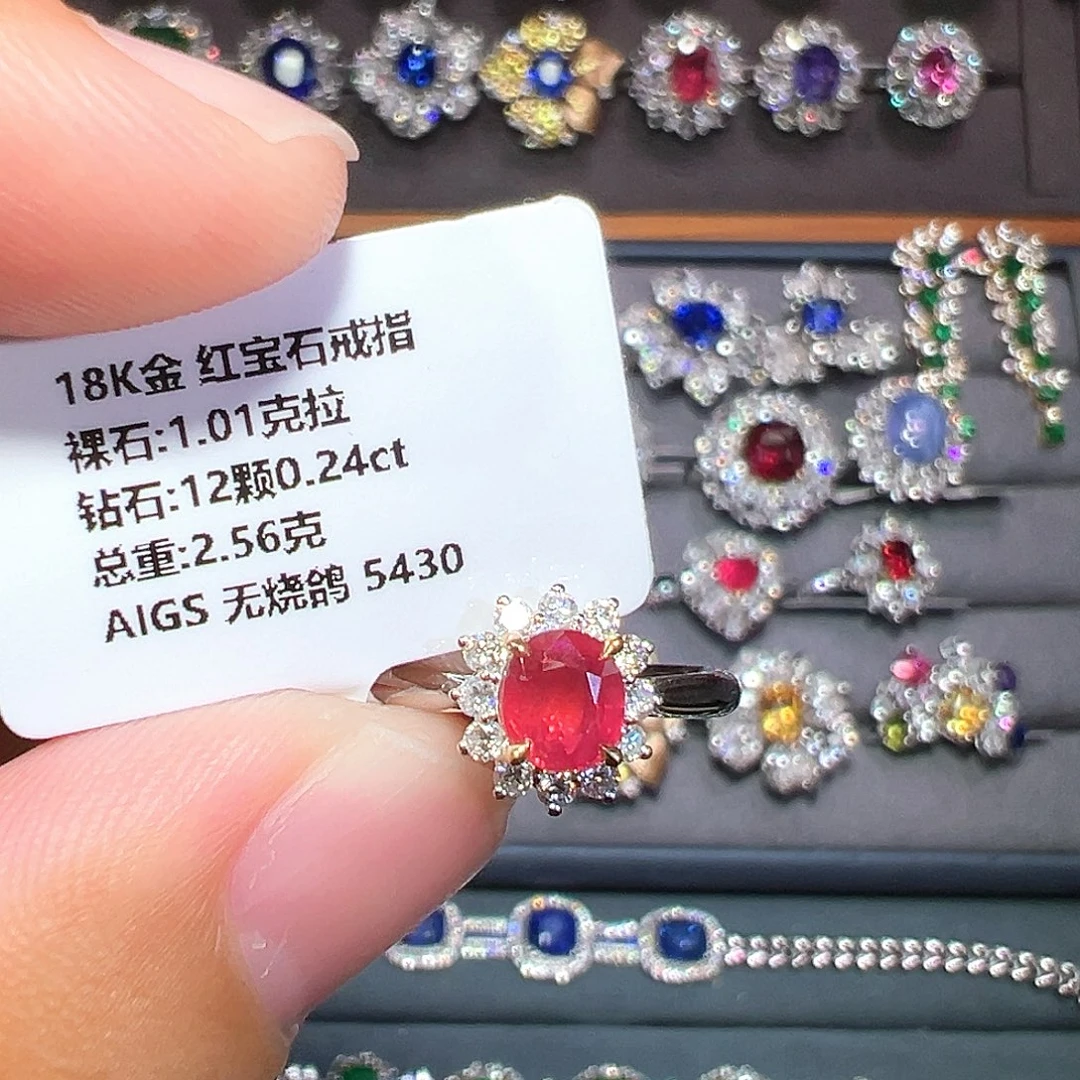 18K金 红宝石戒指
裸石:1.01克拉
钻石:12颗0.24ct
总重:2.56克
AIGS 无烧鸽 5430